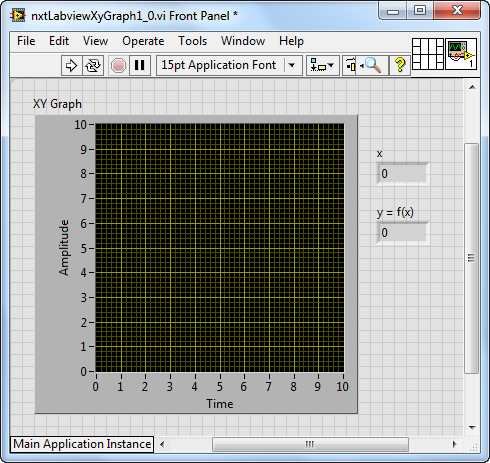 nxtLabviewXyGraph1_0.vi Front Panel *
File Edit View Operate Tools Window Help
15pt Application Font
?
1
XY Graph
10
9
8
7
6
5
4
3
2
1
0
Amplitude
0 1 2 3 4 5 6 7 8 9 10
Time
x
0
y = f(x)
0
Main Application Instance